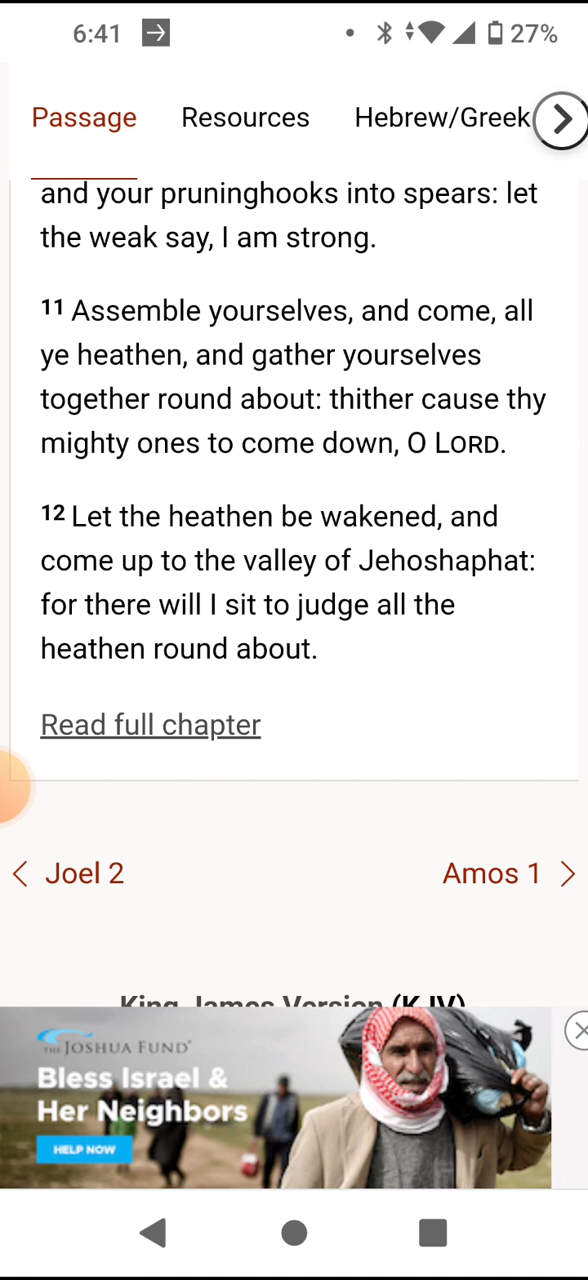 6:41
27%
Passage Resources Hebrew/Greek
and your pruninghooks into spears: let
the weak say, I am strong.
11 Assemble yourselves, and come, all
ye heathen, and gather yourselves
together round about: thither cause thy
mighty ones to come down, O LORD.
12 Let the heathen be wakened, and
come up to the valley of Jehoshaphat:
for there will I sit to judge all the
heathen round about.
Read full chapter
Joel 2
Amos 1
King James Version (KJV)
THE JOSHUA FUND
Bless Israel &
Her Neighbors
HELP NOW